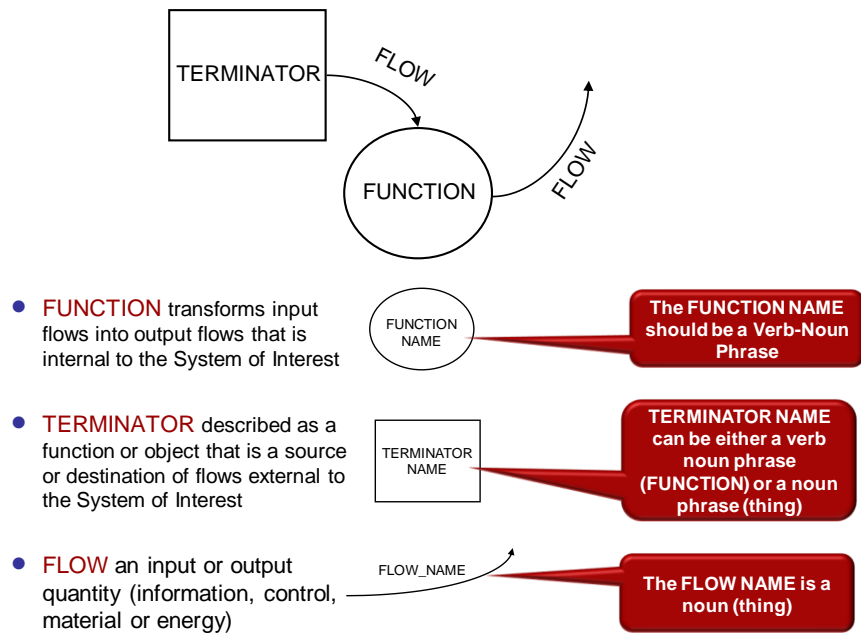 TERMINATOR
FLOW
FUNCTION
FLOW
FUNCTION transforms input
flows into output flows that is
internal to the System of Interest
FUNCTION
NAME
The FUNCTION NAME
should be a Verb-Noun
Phrase
TERMINATOR described as a
function or object that is a source
or destination of flows external to
the System of Interest
TERMINATOR
NAME
TERMINATOR NAME
can be either a verb
noun phrase
(FUNCTION) or a noun
phrase (thing)
FLOW an input or output
quantity (information, control,
material or energy)
FLOW_NAME
The FLOW NAME is a
noun (thing)